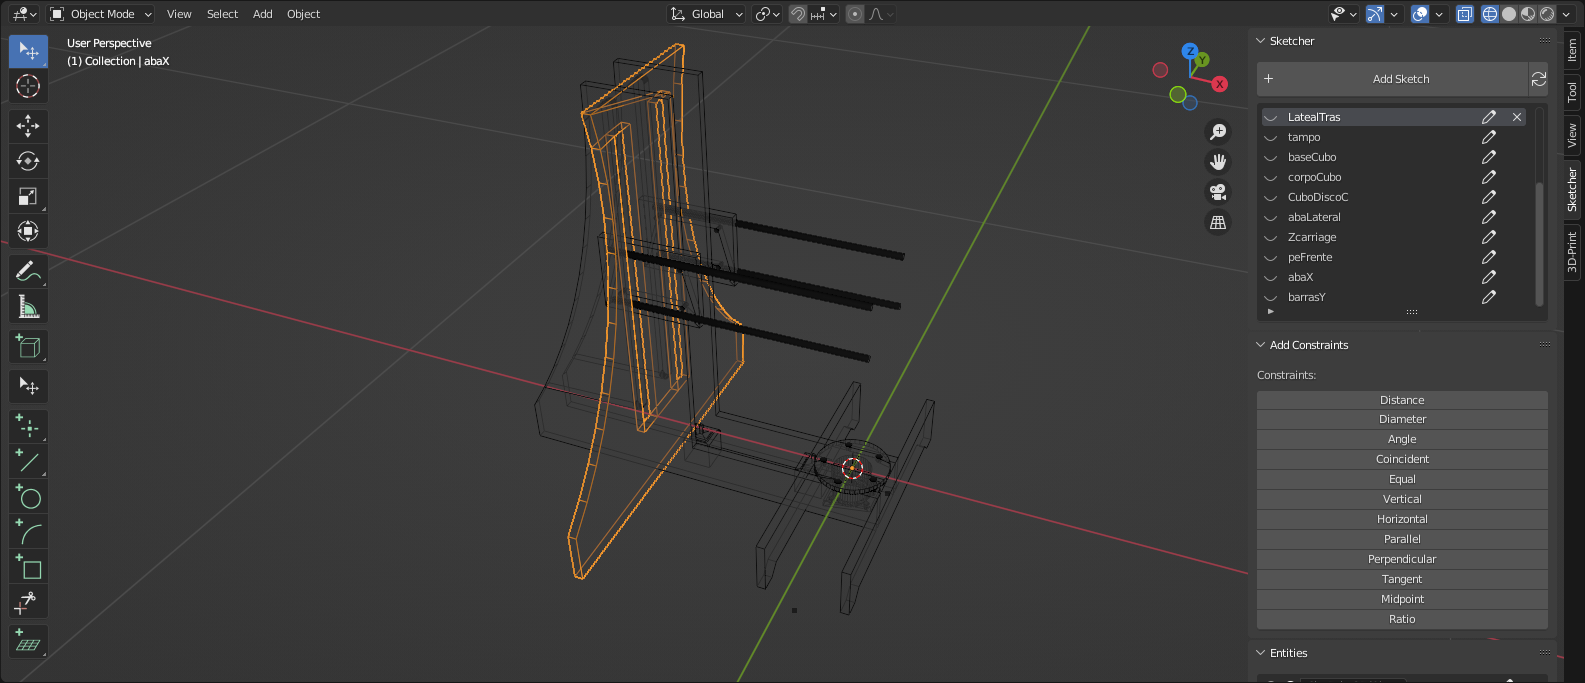 Object Mode View Select Add Object Global
User Perspective
(1) Collection | abaX
Z
Y
X
Sketcher
Add Sketch
LatealTras
tampo
baseCubo
corpoCubo
CuboDiscoC
abaLateral
Zcarriage
peFrente
abaX
barrasY
Add Constraints
Constraints:
Distance
Diameter
Angle
Coincident
Equal
Vertical
Horizontal
Parallel
Perpendicular
Tangent
Midpoint
Ratio
Entities
Item
Tool
View
Sketcher
3D-Print